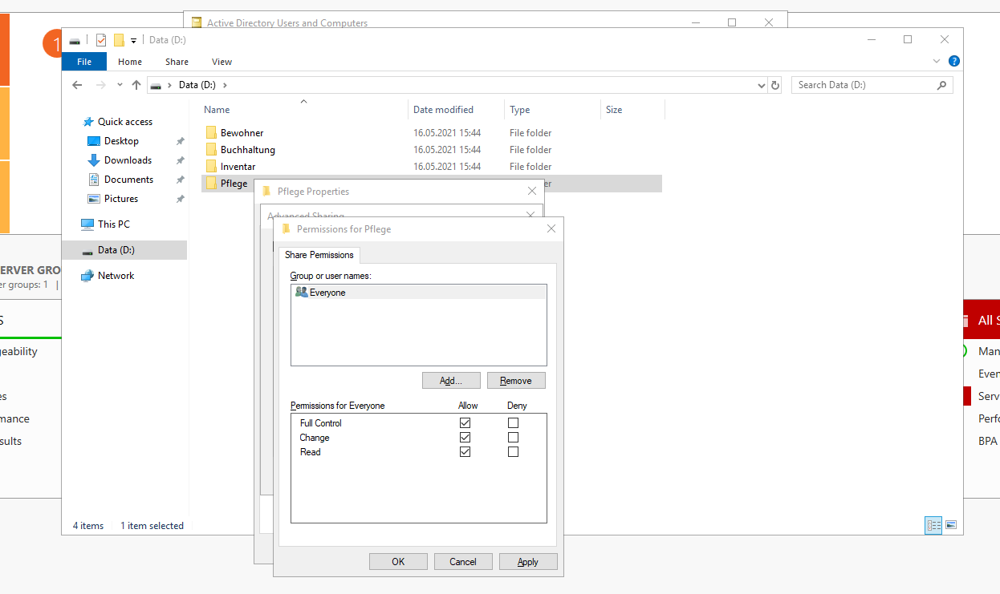 Active Directory Users and Computers
1
Data (D:)
File Home Share View
Data (D:)
Search Data (D:)
Name Date modified Type Size
Quick access
Desktop
Downloads
Documents
Pictures
This PC
Data (D:)
Network
Bewohner 16.05.2021 15:44 File folder
Buchhaltung 16.05.2021 15:44 File folder
Inventar 16.05.2021 15:44 File folder
Pflege
Pflege Properties
Advanced Sharing
Permissions for Pflege
Share Permissions
Group or user names:
Everyone
Add... Remove
Permissions for Everyone Allow Deny
Full Control
Change
Read
OK Cancel Apply
4 items 1 item selected
ERVER GRO
er groups: 1 |
S
geability
es
mance
sults
All S
Man
Even
Serv
Perfo
BPA